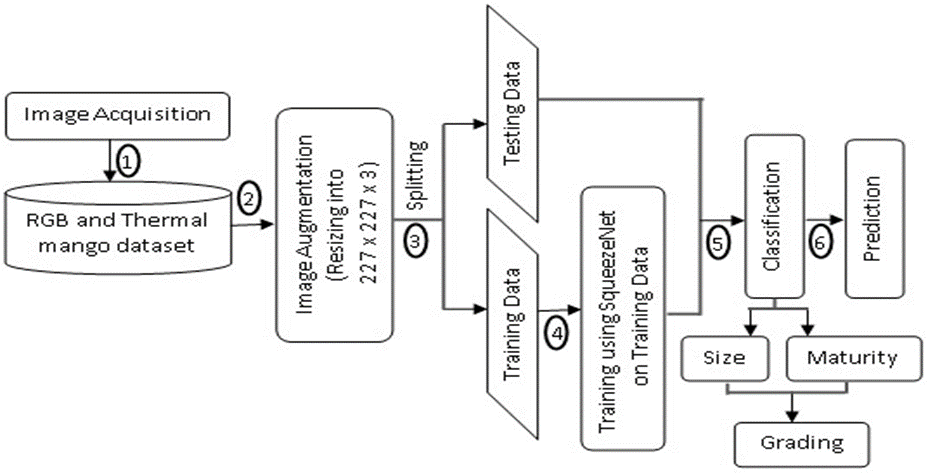 Image Acquisition
1
RGB and Thermal
mango dataset
2
Image Augmentation
(Resizing into
227 x 227 x 3)
Splitting
3
Testing Data
Training Data
4
Training using SqueezeNet
on Training Data
5
Classification
6
Prediction
Size
Maturity
Grading